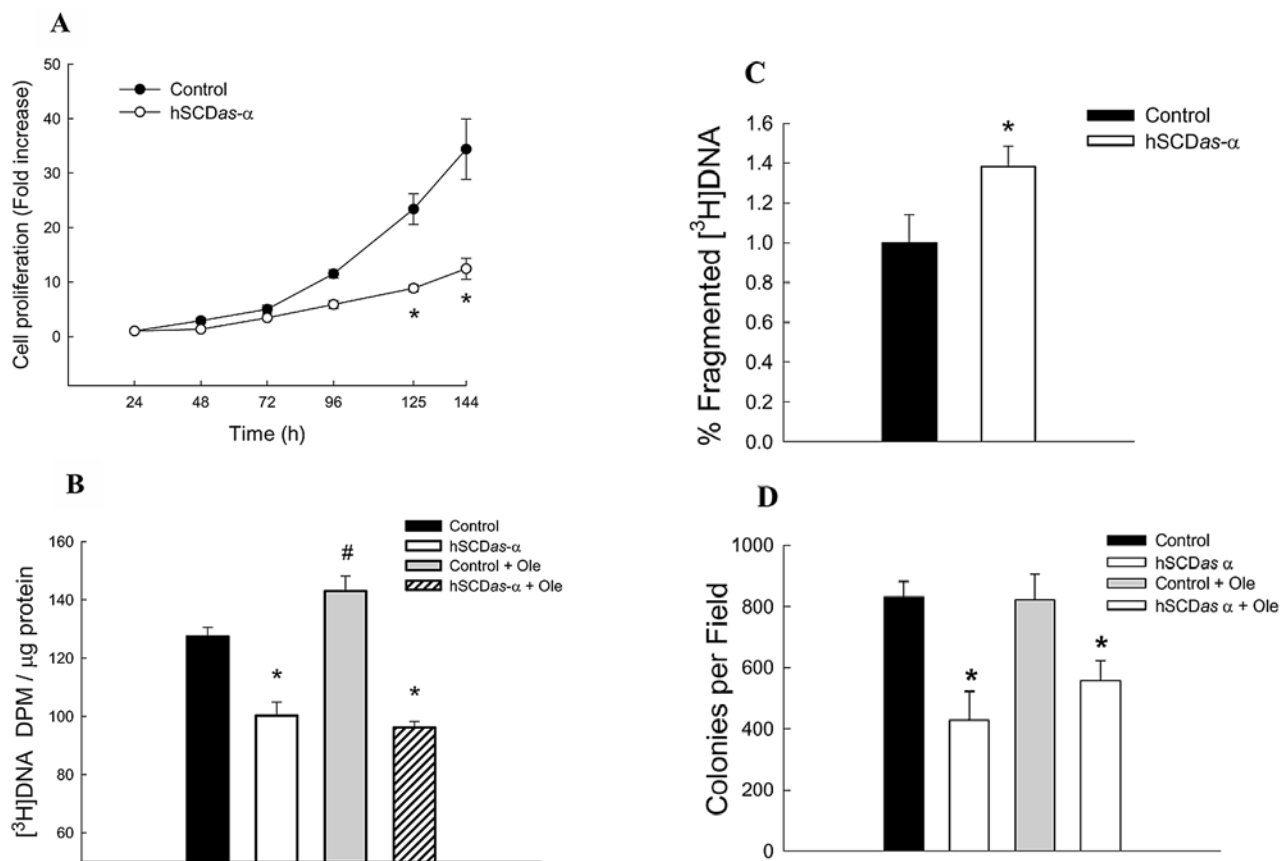 A
50
40
30
20
10
0
Cell proliferation (Fold increase)
Control
hSCDas-α
*
*
24 48 72 96 125 144
Time (h)
B
160
140
120
100
80
60
[³H]DNA DPM / µg protein
Control
hSCDas-α
Control + Ole
hSCDas-α + Ole
*
#
*
C
1.6
1.4
1.2
1.0
0.8
0.6
0.4
0.2
0.0
% Fragmented [³H]DNA
*
Control
hSCDas-α
D
1000
800
600
400
200
0
Colonies per Field
Control
hSCDas α
Control + Ole
hSCDas α + Ole
*
*